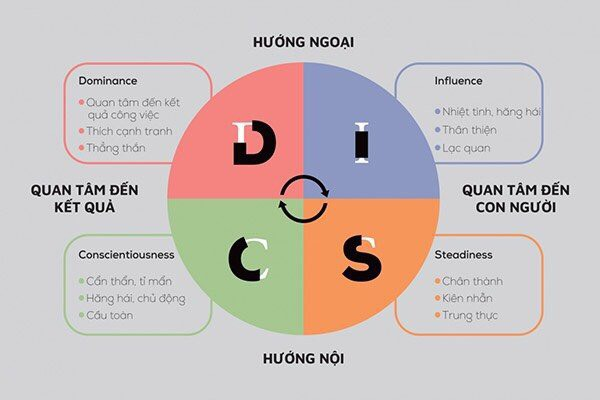 HƯỚNG NGOẠI
Dominance
Quan tâm đến kết
quả công việc
Thích cạnh tranh
Thẳng thắn
Influence
Nhiệt tình, hăng hái
Thân thiện
Lạc quan
D
I
QUAN TÂM ĐẾN
KẾT QUẢ
QUAN TÂM ĐẾN
CON NGƯỜI
C
S
Conscientiousness
Cẩn thẩn, tỉ mẩn
Hăng hái, chủ động
Cầu toàn
Steadiness
Chân thành
Kiên nhẫn
Trung thực
HƯỚNG NỘI